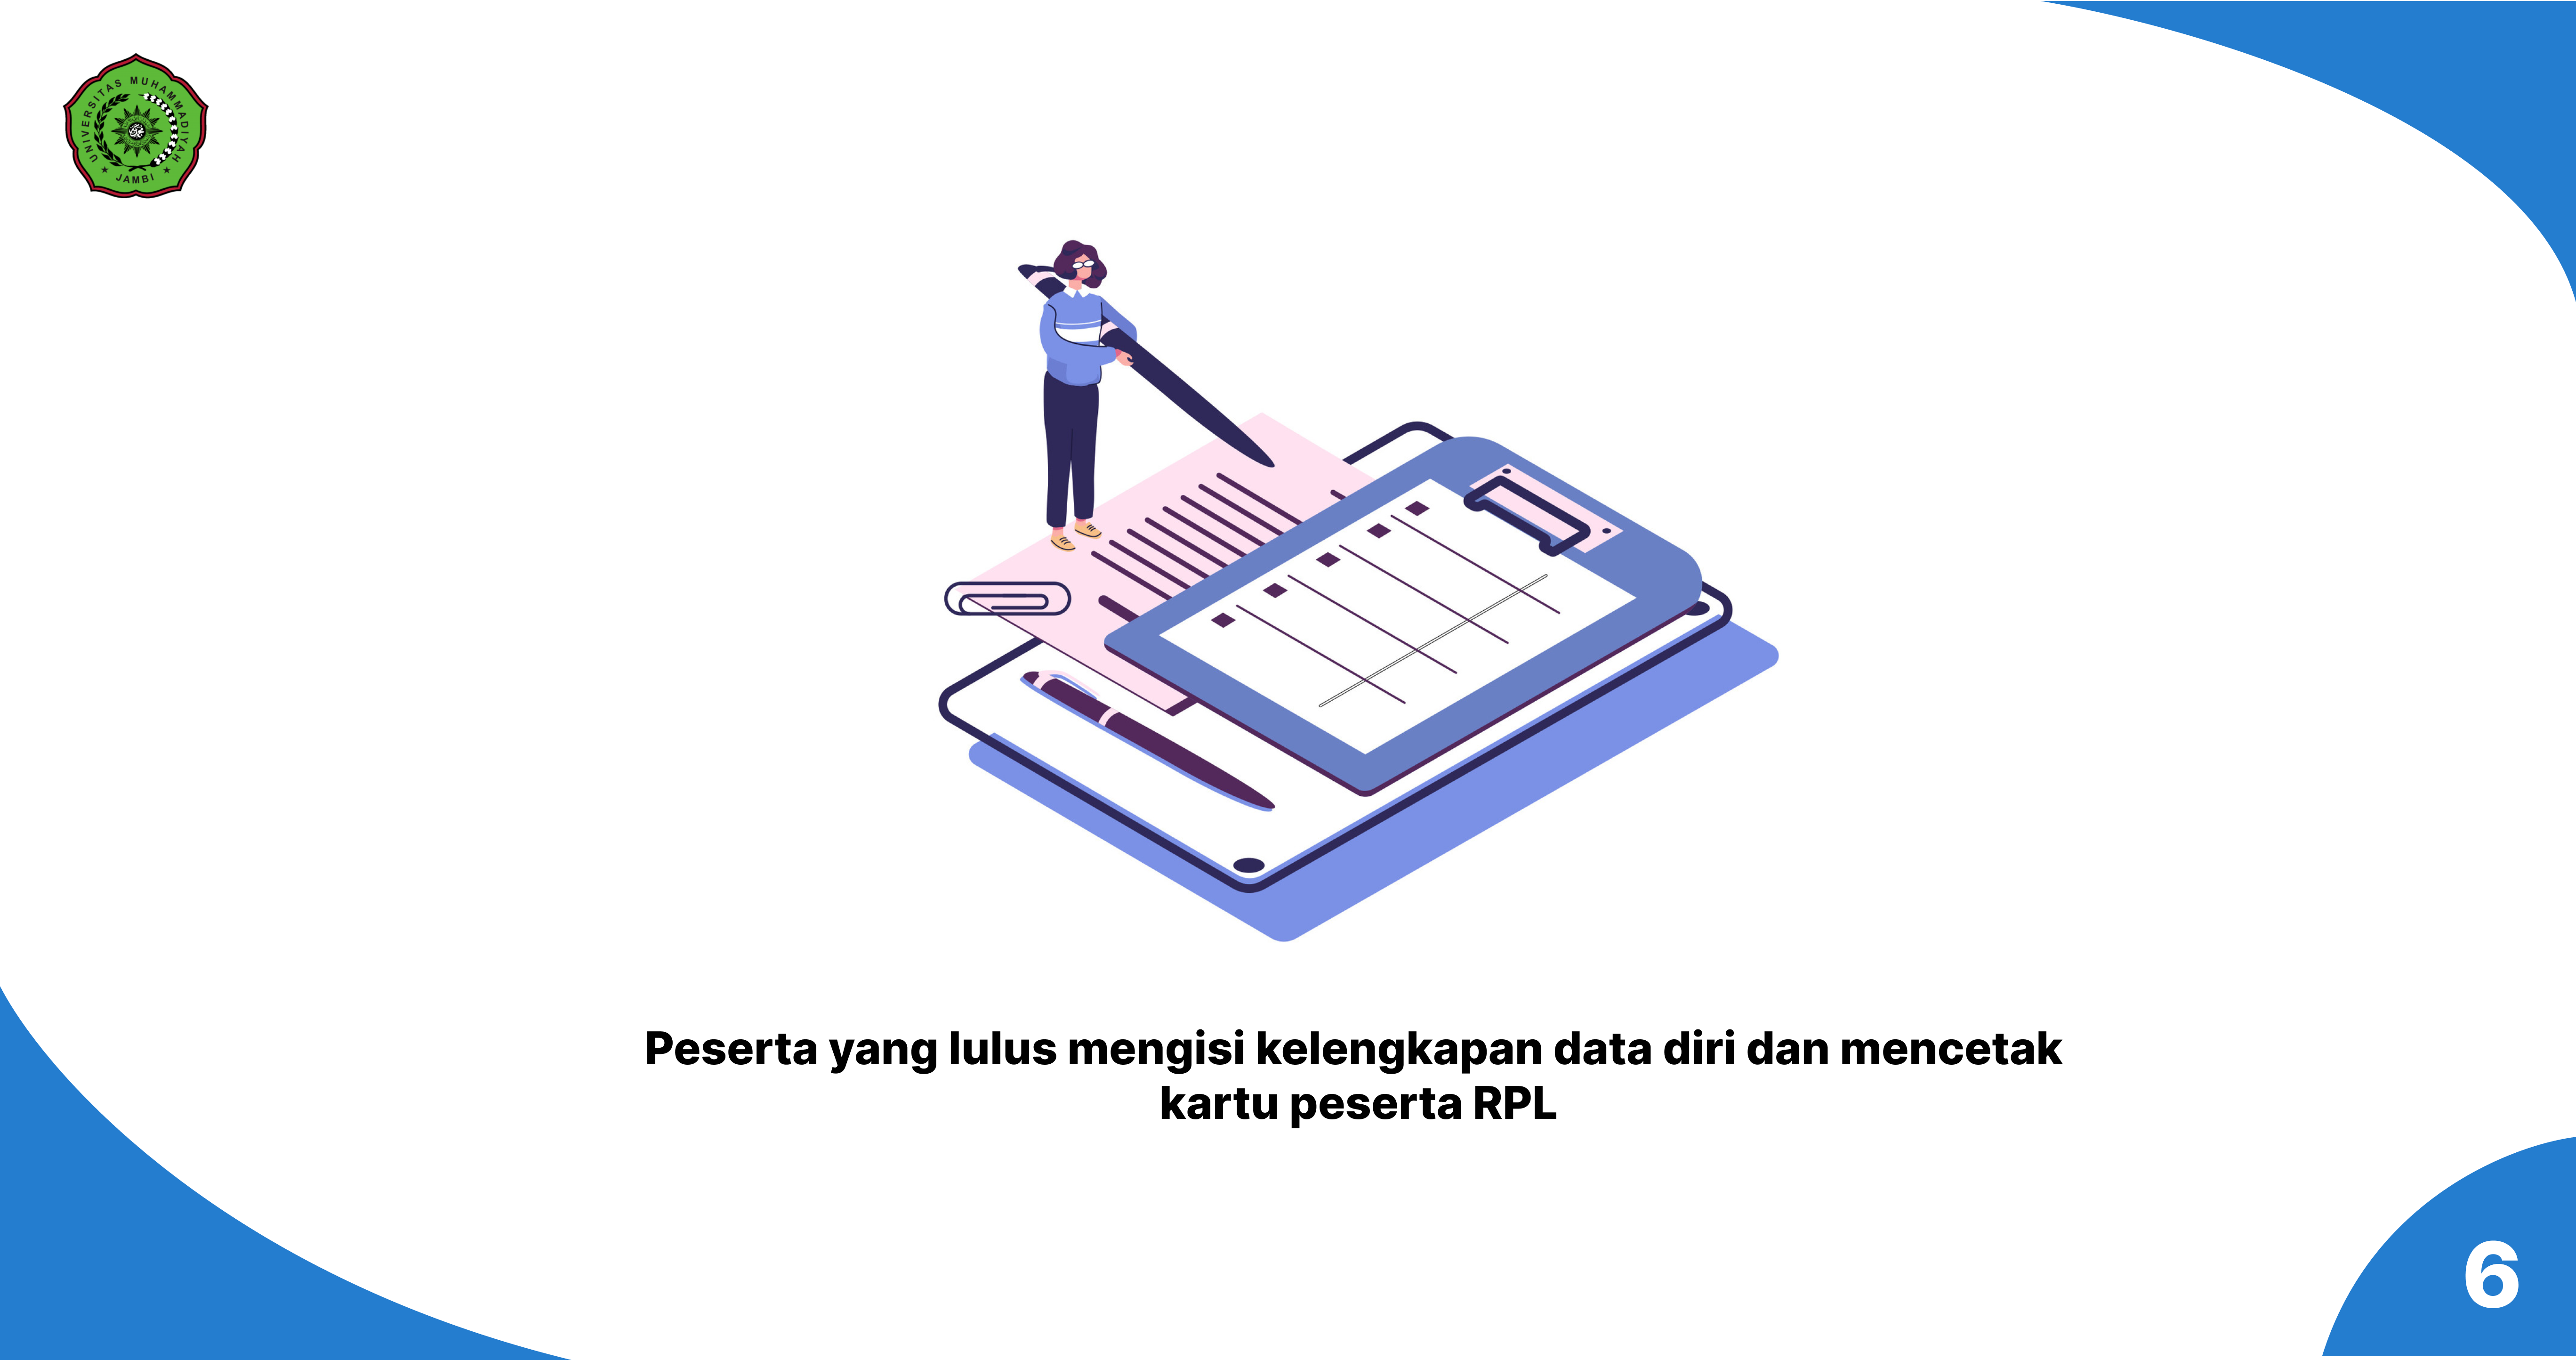 UNIVERSITAS MUHAMMADIYAH
JAMBI
Peserta yang lulus mengisi kelengkapan data diri dan mencetak
kartu peserta RPL
6